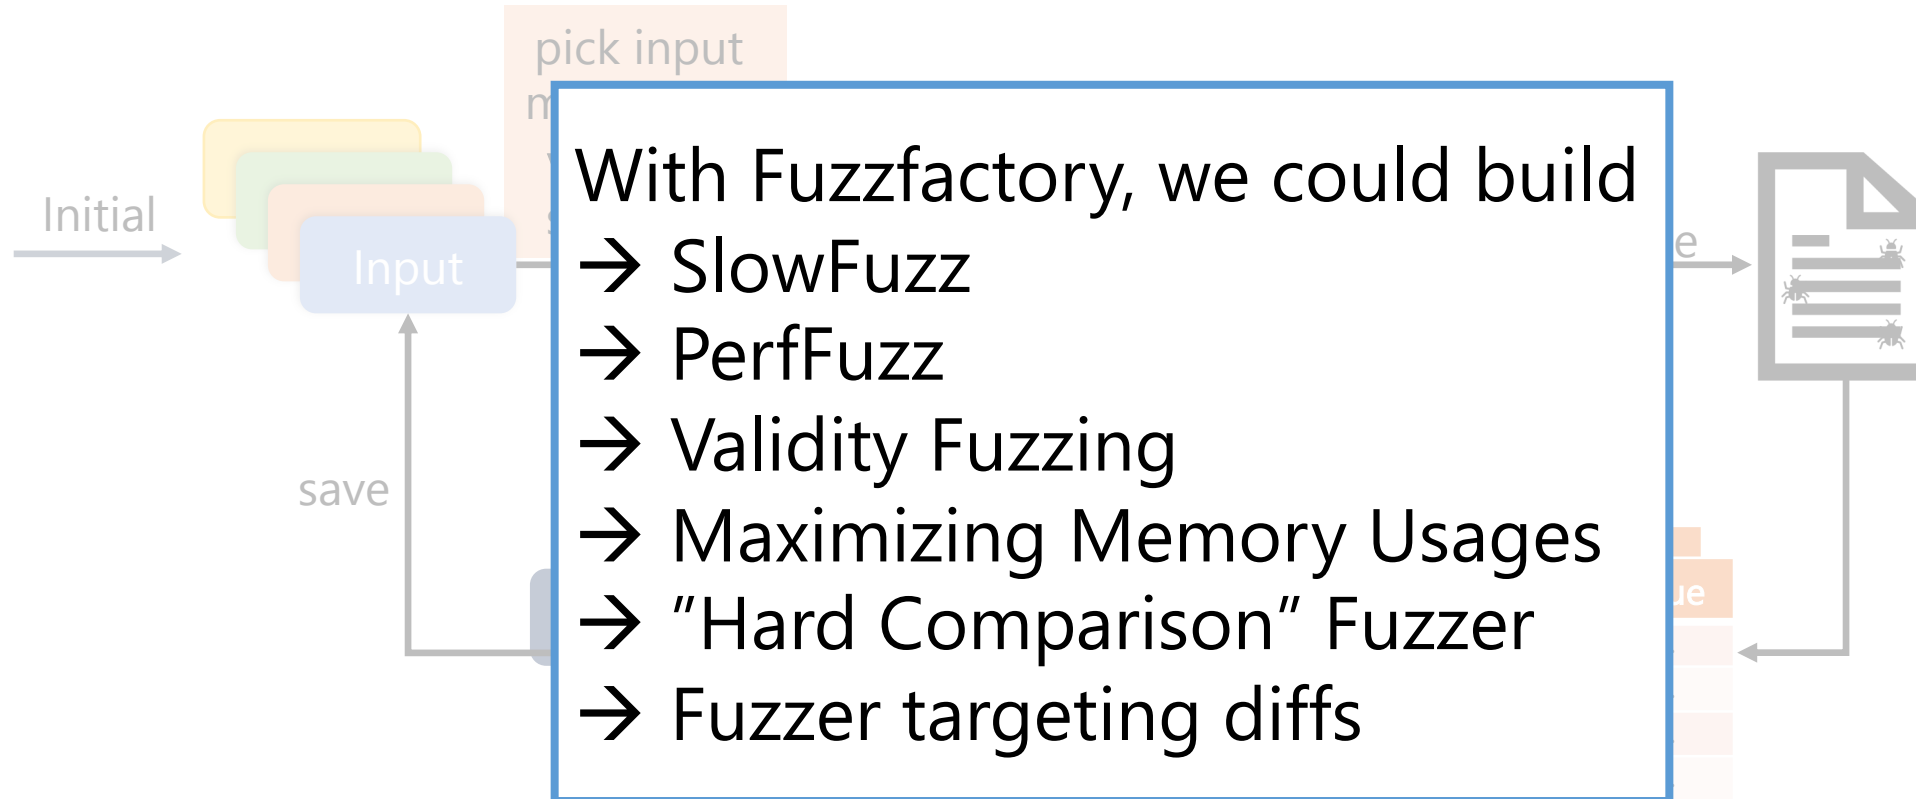 pick input
Initial
Input
save
With Fuzzfactory, we could build
→ SlowFuzz
→ PerfFuzz
→ Validity Fuzzing
→ Maximizing Memory Usages
→ "Hard Comparison" Fuzzer
→ Fuzzer targeting diffs